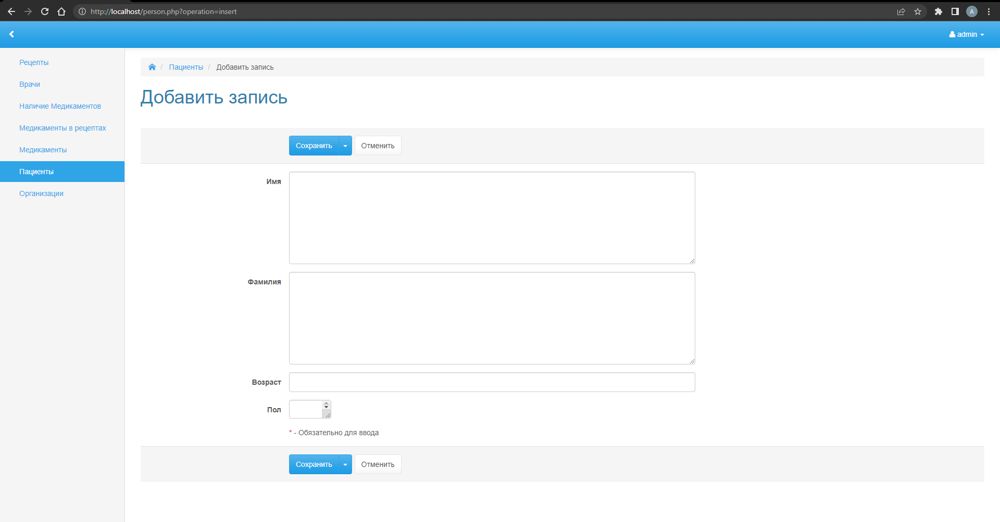 http://localhost/person.php?operation=insert
A
admin
Рецепты
Врачи
Наличие Медикаментов
Медикаменты в рецептах
Медикаменты
Пациенты
Организации
/ Пациенты / Добавить запись
Добавить запись
Сохранить Отменить
Имя
Фамилия
Возраст
Пол
* - Обязательно для ввода
Сохранить Отменить